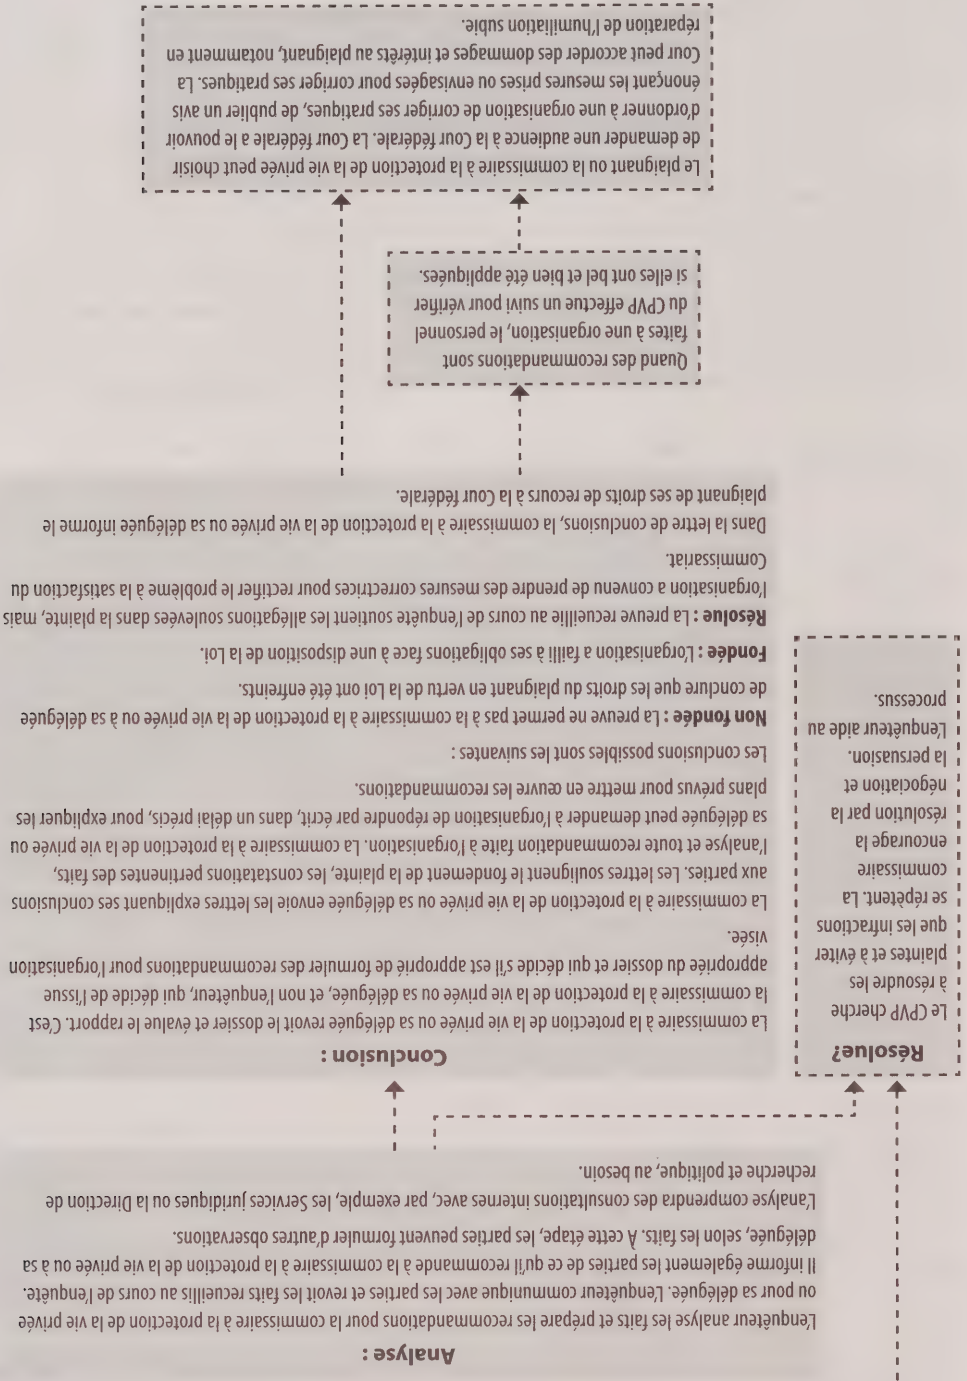 Analyse :
L'enquêteur analyse les faits et prépare les recommandations pour la commissaire à la protection de la vie privée
ou pour sa déléguée. L'enquêteur communique avec les parties et revoit les faits recueillis au cours de l'enquête.
Il informe également les parties de ce qu'il recommande à la commissaire à la protection de la vie privée ou à sa
déléguée, selon les faits. À cette étape, les parties peuvent formuler d'autres observations.
L'analyse comprendra des consultations internes avec, par exemple, les Services juridiques ou la Direction de
recherche et politique, au besoin.
Résolue?
Le CPVP cherche
à résoudre les
plaintes et à éviter
que les infractions
se répètent. La
commissaire
encourage la
résolution par la
négociation et
la persuasion.
L'enquêteur aide au
processus.
Conclusion :
La commissaire à la protection de la vie privée ou sa déléguée revoit le dossier et évalue le rapport. C'est
la commissaire à la protection de la vie privée ou sa déléguée, et non l'enquêteur, qui décide de l'issue
appropriée du dossier et qui décide s'il est approprié de formuler des recommandations pour l'organisation
visée.
La commissaire à la protection de la vie privée ou sa déléguée envoie les lettres expliquant ses conclusions
aux parties. Les lettres soulignent le fondement de la plainte, les constatations pertinentes des faits,
l'analyse et toute recommandation faite à l'organisation. La commissaire à la protection de la vie privée ou
sa déléguée peut demander à l'organisation de répondre par écrit, dans un délai précis, pour expliquer les
plans prévus pour mettre en œuvre les recommandations.
Les conclusions possibles sont les suivantes :
Non fondée : La preuve ne permet pas à la commissaire à la protection de la vie privée ou à sa déléguée
de conclure que les droits du plaignant en vertu de la Loi ont été enfreints.
Fondée : L'organisation a failli à ses obligations face à une disposition de la Loi.
Résolue : La preuve recueillie au cours de l'enquête soutient les allégations soulevées dans la plainte, mais
l'organisation a convenu de prendre des mesures correctrices pour rectifier le problème à la satisfaction du
Commissariat.
Dans la lettre de conclusions, la commissaire à la protection de la vie privée ou sa déléguée informe le
plaignant de ses droits de recours à la Cour fédérale.
Quand des recommandations sont
faites à une organisation, le personnel
du CPVP effectue un suivi pour vérifier
si elles ont bel et bien été appliquées.
Le plaignant ou la commissaire à la protection de la vie privée peut choisir
de demander une audience à la Cour fédérale. La Cour fédérale a le pouvoir
d'ordonner à une organisation de corriger ses pratiques, de publier un avis
énonçant les mesures prises ou envisagées pour corriger ses pratiques. La
Cour peut accorder des dommages et intérêts au plaignant, notamment en
réparation de l'humiliation subie.